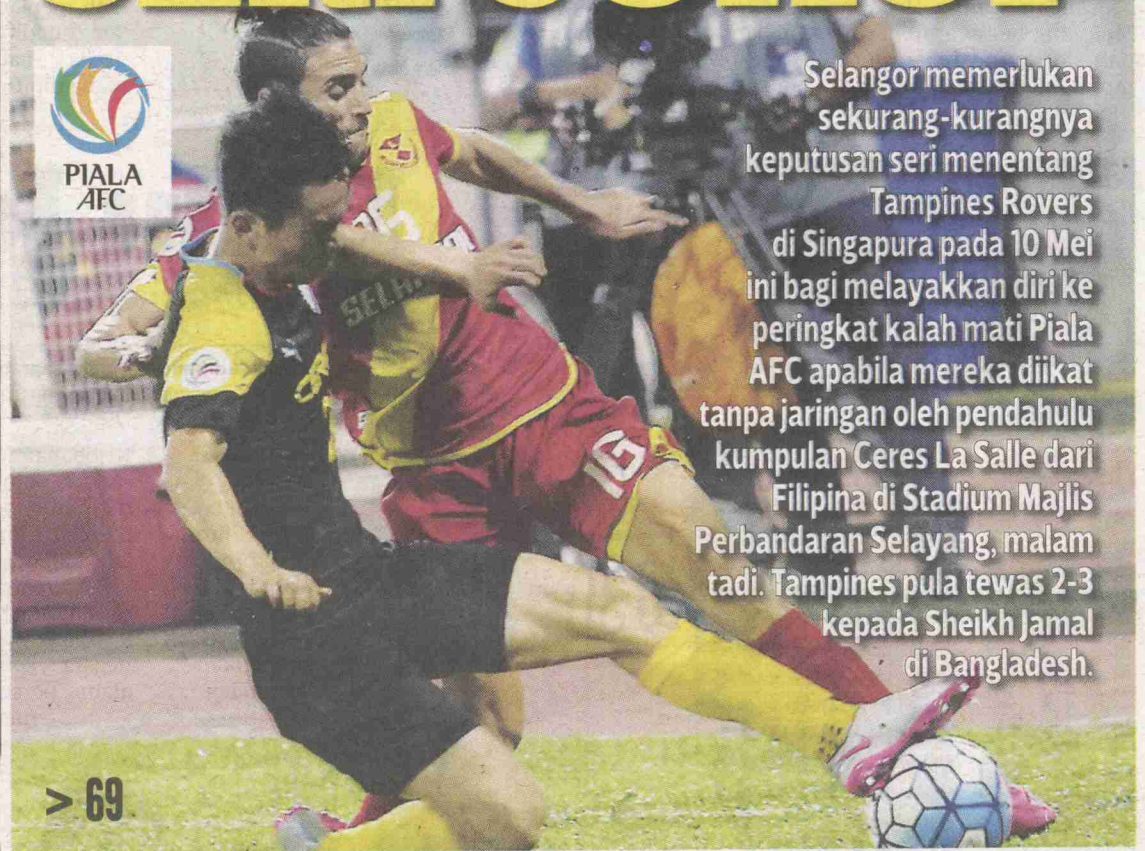 PIALA
AFC
Selangor memerlukan
sekurang-kurangnya
keputusan seri menentang
Tampines Rovers
di Singapura pada 10 Mei
ini bagi melayakkan diri ke
peringkat kalah mati Piala
AFC apabila mereka diikat
tanpa jaringan oleh pendahulu
kumpulan Ceres La Salle dari
Filipina di Stadium Majlis
Perbandaran Selayang, malam
tadi. Tampines pula tewas 2-3
kepada Sheikh Jamal
di Bangladesh.
16
> 69